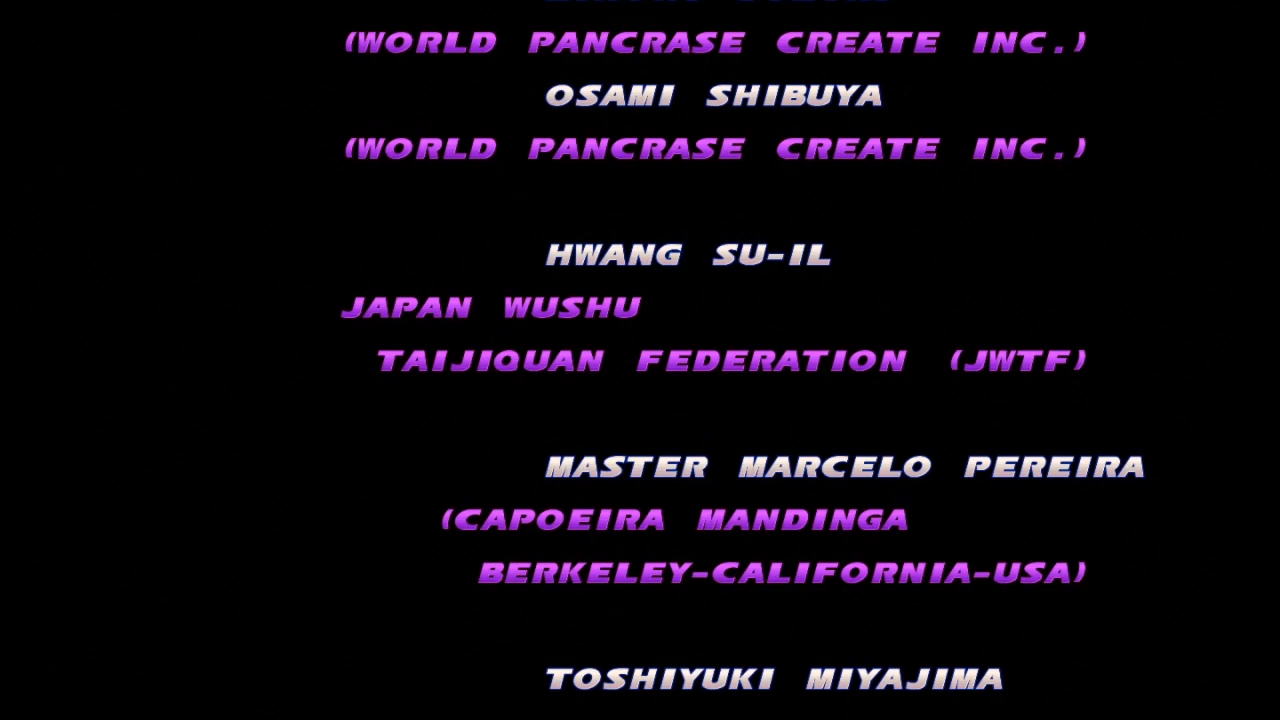 (WORLD PANCRASE CREATE INC.)
OSAMI SHIBUYA
(WORLD PANCRASE CREATE INC.)
HWANG SU-IL
JAPAN WUSHU
TAIJIQUAN FEDERATION (JWTF)
MASTER MARCELO PEREIRA
(CAPOEIRA MANDINGA
BERKELEY-CALIFORNIA-USA)
TOSHIYUKI MIYAJIMA